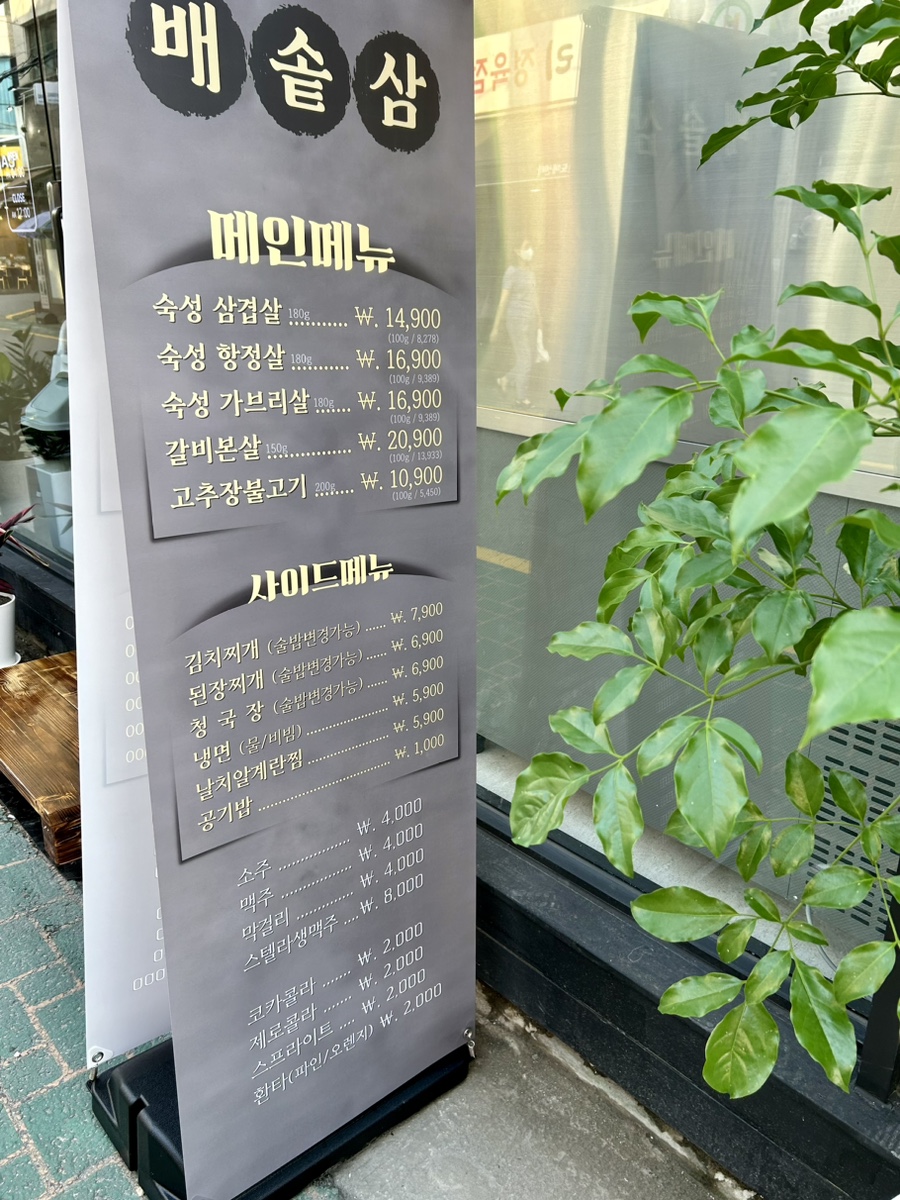 배솥삼
메인메뉴
숙성 삼겹살 180g ............ ₩. 14,900
(100g / 8,278)
숙성 항정살 180g ............ ₩. 16,900
(100g / 9,389)
숙성 가브리살 180g ....... ₩. 16,900
(100g / 9,389)
갈비본살 150g ................ ₩. 20,900
(100g / 13,933)
고추장불고기 200g ........ ₩. 10,900
(100g / 5,450)
사이드메뉴
김치찌개 (술밥변경가능) ...... ₩. 7,900
된장찌개 (술밥변경가능) ...... ₩. 6,900
청 국 장 (술밥변경가능) ...... ₩. 6,900
냉면 (물/비빔) ...................... ₩. 5,900
날치알계란찜 ...................... ₩. 5,900
공기밥 .................................. ₩. 1,000
소주 .................. ₩. 4,000
맥주 .................. ₩. 4,000
막걸리 ............... ₩. 4,000
스텔라생맥주 .... ₩. 8,000
코카콜라 ....... ₩. 2,000
제로콜라 ....... ₩. 2,000
스프라이트 .... ₩. 2,000
환타(파인/오렌지) ₩. 2,000
CLOSE